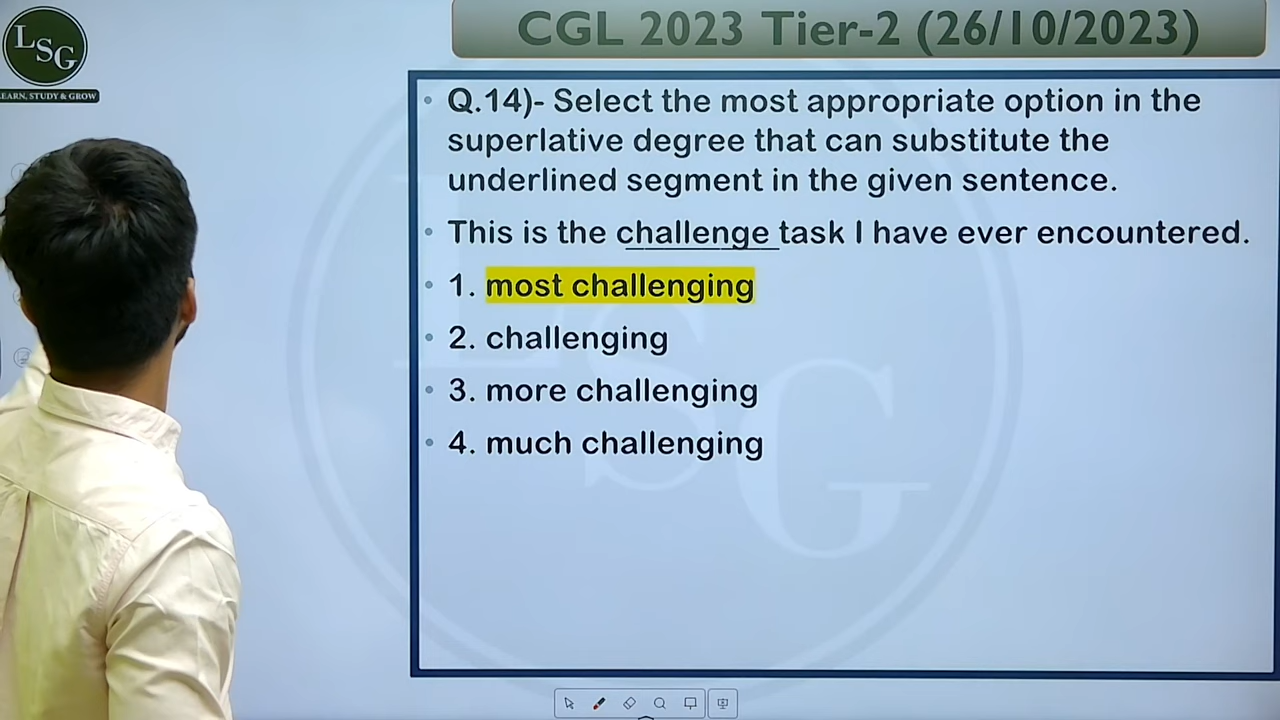 LSG
LEARN, STUDY & GROW
CGL 2023 Tier-2 (26/10/2023)
• Q.14)- Select the most appropriate option in the
superlative degree that can substitute the
underlined segment in the given sentence.
• This is the challenge task I have ever encountered.
• 1. most challenging
• 2. challenging
• 3. more challenging
• 4. much challenging
LSG